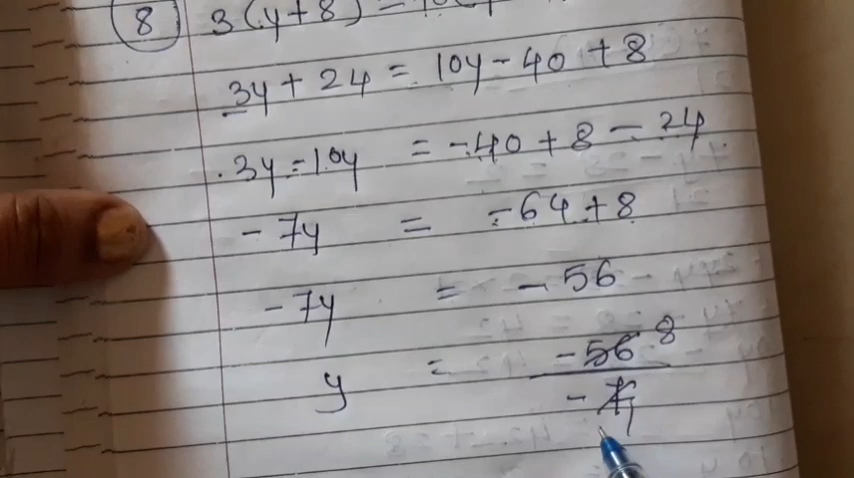 8 3(y+8) =
3y + 24 = 10y - 40 + 8
3y = 10y = -40 + 8 - 24
-7y = -64 + 8
-7y = -56
y = -56 8
-7 1